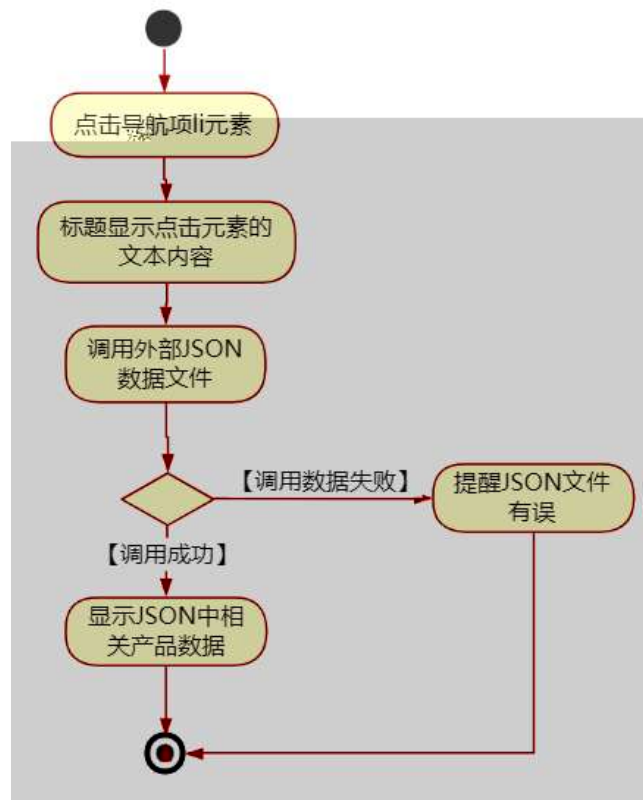 点击导航项li元素
标题显示点击元素的
文本内容
调用外部JSON
数据文件
【调用数据失败】
提醒JSON文件
有误
【调用成功】
显示JSON中相
关产品数据